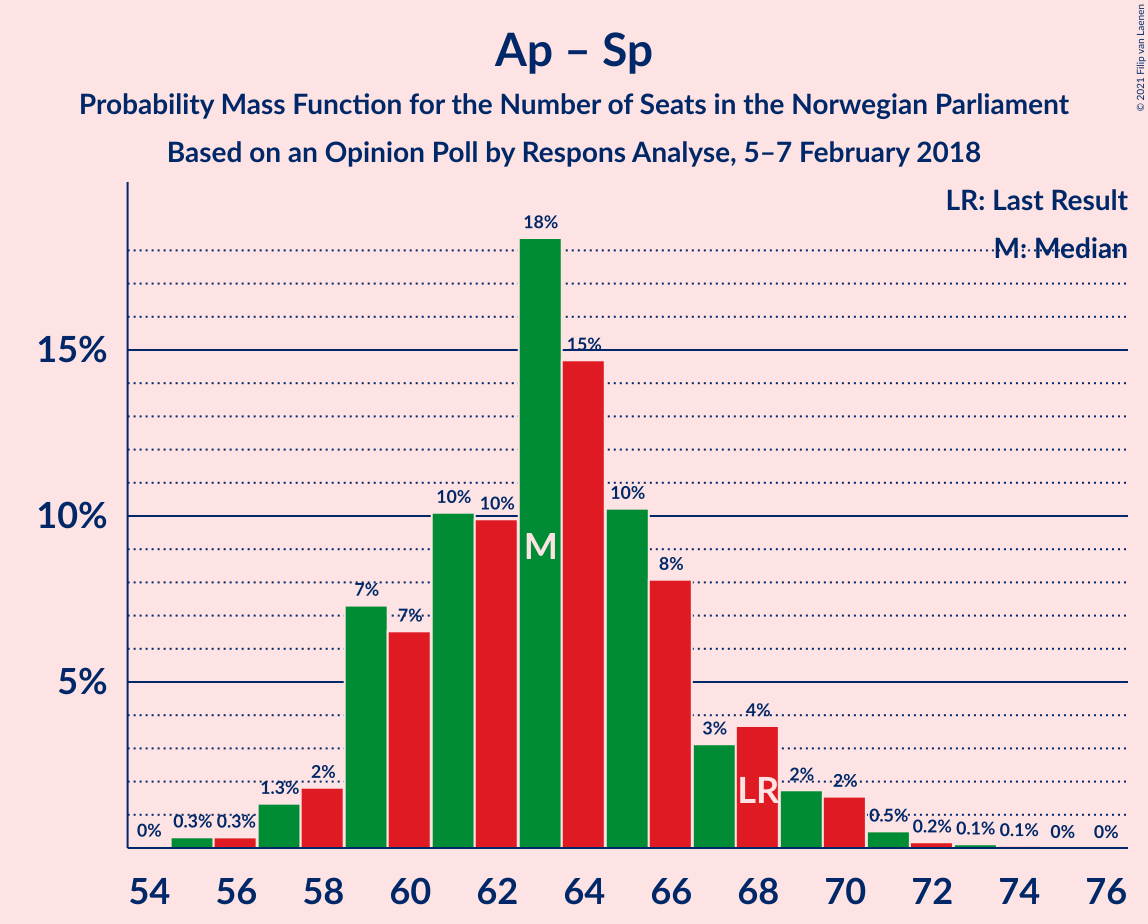 Ap – Sp
Probability Mass Function for the Number of Seats in the Norwegian Parliament
Based on an Opinion Poll by Respons Analyse, 5–7 February 2018
© 2021 Filip van Laenen
LR: Last Result
M: Median
15%
10%
5%
0%
0.3%
0.3%
1.3%
2%
7%
7%
10%
10%
18%
15%
10%
8%
3%
4%
2%
2%
0.5%
0.2%
0.1%
0.1%
0%
0%
M
LR
54 56 58 60 62 64 66 68 70 72 74 76